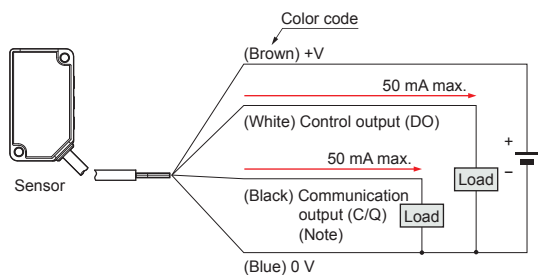 Color code
(Brown) +V
50 mA max.
(White) Control output (DO)
+
50 mA max.
Load
−
Sensor
(Black) Communication
output (C/Q)
Load
(Note)
(Blue) 0 V